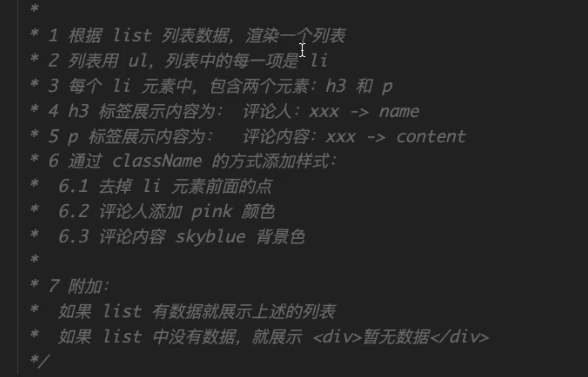 *
* 1 根据 list 列表数据, 渲染一个列表
* 2 列表用 ul, 列表中的每一项是 li
* 3 每个 li 元素中, 包含两个元素: h3 和 p
* 4 h3 标签展示内容为: 评论人: xxx -> name
* 5 p 标签展示内容为: 评论内容: xxx -> content
* 6 通过 className 的方式添加样式:
* 6.1 去掉 li 元素前面的点
* 6.2 评论人添加 pink 颜色
* 6.3 评论内容 skyblue 背景色
*
* 7 附加:
* 如果 list 有数据就展示上述的列表
* 如果 list 中没有数据, 就展示 <div>暂无数据</div>
*/